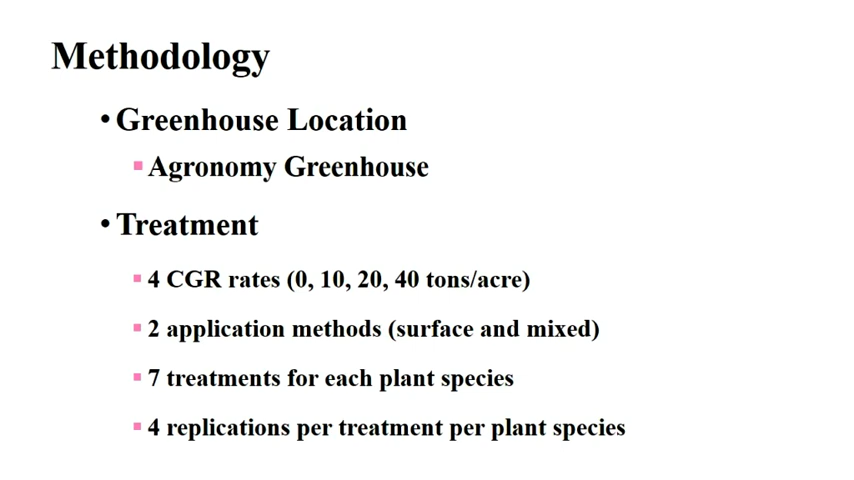 Methodology
• Greenhouse Location
▪ Agronomy Greenhouse
• Treatment
▪ 4 CGR rates (0, 10, 20, 40 tons/acre)
▪ 2 application methods (surface and mixed)
▪ 7 treatments for each plant species
▪ 4 replications per treatment per plant species